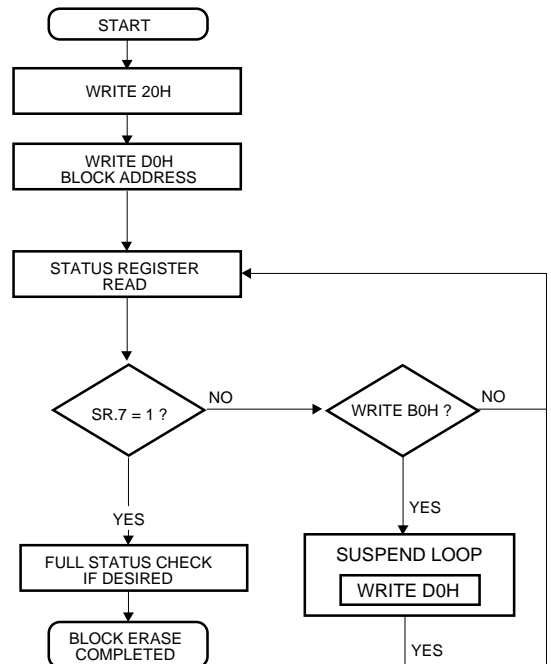 START
WRITE 20H
WRITE D0H
BLOCK ADDRESS
STATUS REGISTER
READ
SR.7 = 1 ?
NO
WRITE B0H ?
NO
YES
YES
FULL STATUS CHECK
IF DESIRED
SUSPEND LOOP
WRITE D0H
BLOCK ERASE
COMPLETED
YES